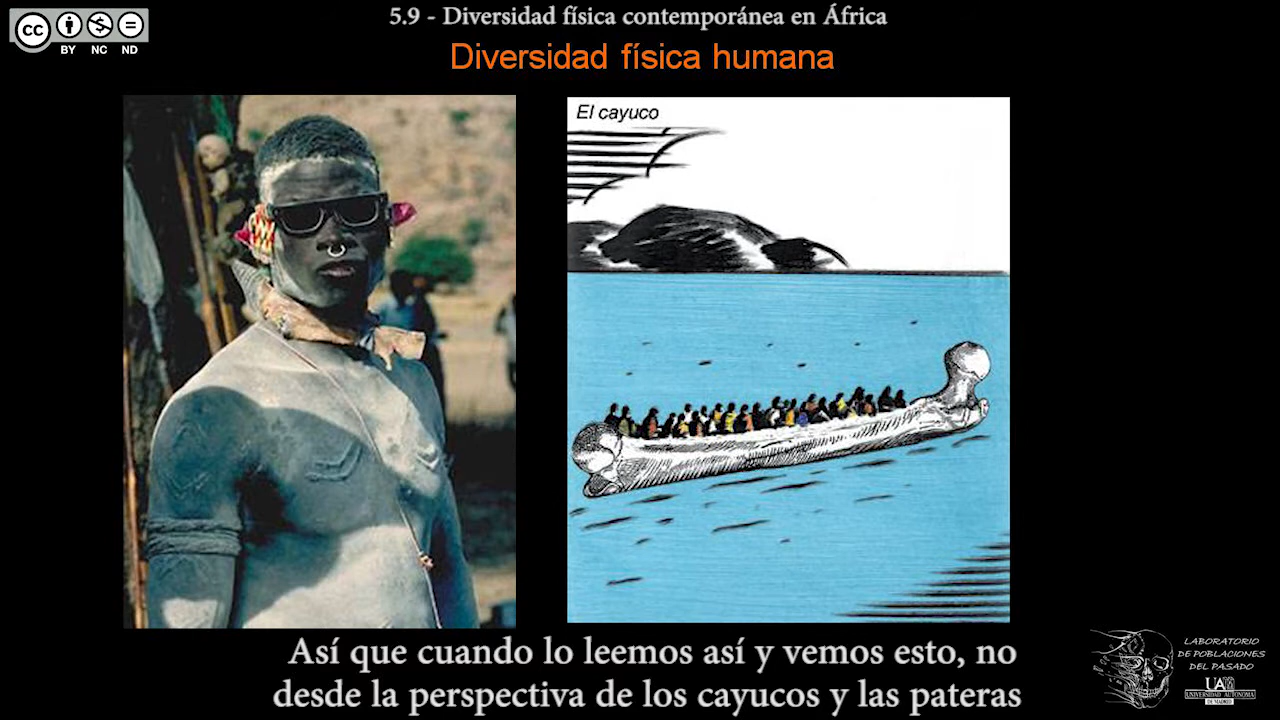 5.9 - Diversidad física contemporánea en África
cc
BY NC ND
Diversidad física humana
El cayuco
Así que cuando lo leemos así y vemos esto, no
desde la perspectiva de los cayucos y las pateras
LABORATORIO
DE POBLACIONES
DEL PASADO
UAM
UNIVERSIDAD AUTONOMA
DE MADRID